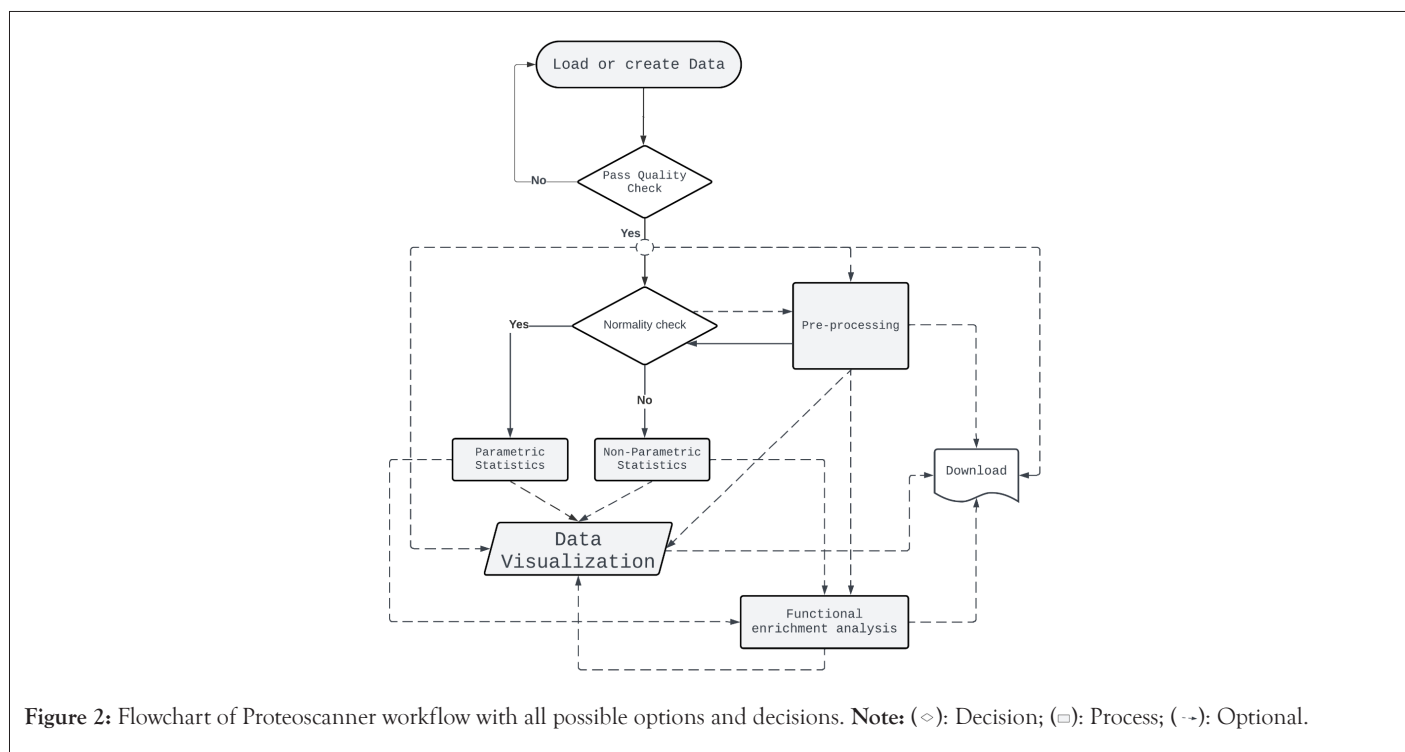 Load or create Data
Pass Quality
Check
No
Yes
Normality check
Yes
Pre-processing
No
Parametric
Statistics
Non-Parametric
Statistics
Download
Data
Visualization
Functional
enrichment analysis
Figure 2: Flowchart of Proteoscanner workflow with all possible options and decisions. Note: (◇): Decision; (▭): Process; (-→): Optional.